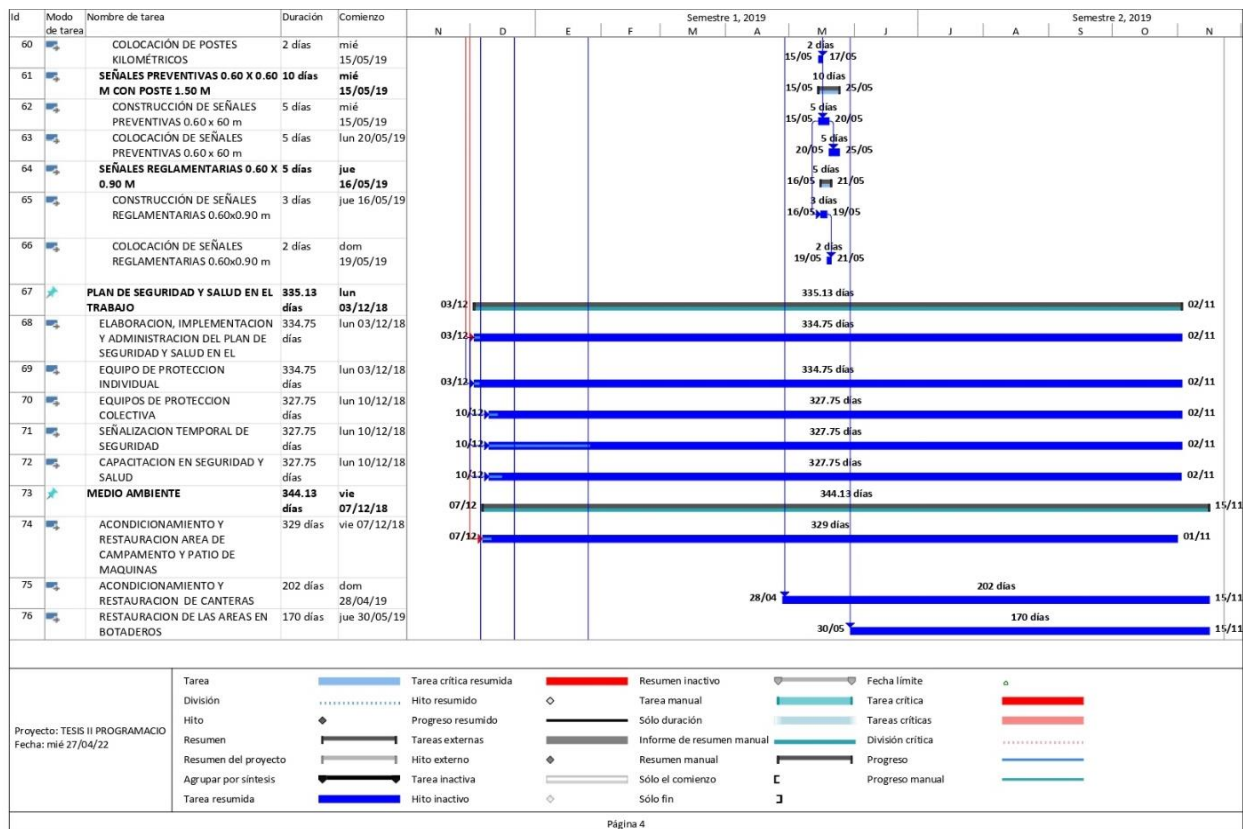 Id Modo de tarea Nombre de tarea Duración Comienzo Semestre 1, 2019 Semestre 2, 2019
N D E F M A M J J A S O N
60 COLOCACIÓN DE POSTES KILOMÉTRICOS 2 días mié 15/05/19
2 días
15/05 17/05
61 SEÑALES PREVENTIVAS 0.60 X 0.60 M CON POSTE 1.50 M 10 días mié 15/05/19
10 días
15/05 25/05
62 CONSTRUCCIÓN DE SEÑALES PREVENTIVAS 0.60 x 60 m 5 días mié 15/05/19
5 días
15/05 20/05
63 COLOCACIÓN DE SEÑALES PREVENTIVAS 0.60 x 60 m 5 días lun 20/05/19
5 días
20/05 25/05
64 SEÑALES REGLAMENTARIAS 0.60 X 0.90 M 5 días jue 16/05/19
5 días
16/05 21/05
65 CONSTRUCCIÓN DE SEÑALES REGLAMENTARIAS 0.60x0.90 m 3 días jue 16/05/19
3 días
16/05 19/05
66 COLOCACIÓN DE SEÑALES REGLAMENTARIAS 0.60x0.90 m 2 días dom 19/05/19
2 días
19/05 21/05
67 PLAN DE SEGURIDAD Y SALUD EN EL TRABAJO 335.13 días lun 03/12/18
335.13 días
03/12 02/11
68 ELABORACION, IMPLEMENTACION Y ADMINISTRACION DEL PLAN DE SEGURIDAD Y SALUD EN EL 334.75 días lun 03/12/18
334.75 días
03/12 02/11
69 EQUIPO DE PROTECCION INDIVIDUAL 334.75 días lun 03/12/18
334.75 días
03/12 02/11
70 EQUIPOS DE PROTECCION COLECTIVA 327.75 días lun 10/12/18
327.75 días
10/12 02/11
71 SEÑALIZACION TEMPORAL DE SEGURIDAD 327.75 días lun 10/12/18
327.75 días
10/12 02/11
72 CAPACITACION EN SEGURIDAD Y SALUD 327.75 días lun 10/12/18
327.75 días
10/12 02/11
73 MEDIO AMBIENTE 344.13 días vie 07/12/18
344.13 días
07/12 15/11
74 ACONDICIONAMIENTO Y RESTAURACION AREA DE CAMPAMENTO Y PATIO DE MAQUINAS 329 días vie 07/12/18
329 días
07/12 01/11
75 ACONDICIONAMIENTO Y RESTAURACION DE CANTERAS 202 días dom 28/04/19
202 días
28/04 15/11
76 RESTAURACION DE LAS AREAS EN BOTADEROS 170 días jue 30/05/19
170 días
30/05 15/11
Proyecto: TESIS II PROGRAMACIO
Fecha: mié 27/04/22
Tarea
División
Hito
Resumen
Resumen del proyecto
Agrupar por síntesis
Tarea resumida
Tarea crítica resumida
Hito resumido
Progreso resumido
Tareas externas
Hito externo
Tarea inactiva
Hito inactivo
Resumen inactivo
Tarea manual
Sólo duración
Informe de resumen manual
Resumen manual
Sólo el comienzo
Sólo fin
Fecha límite
Tarea crítica
Tareas críticas
División crítica
Progreso
Progreso manual
Página 4